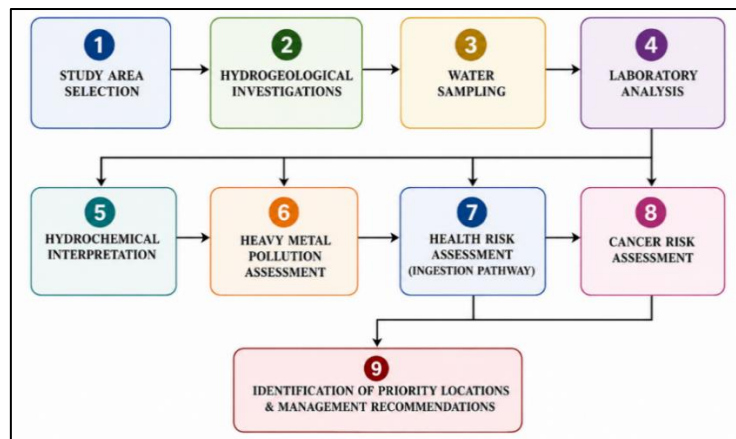 1
STUDY AREA
SELECTION
2
HYDROGEOLOGICAL
INVESTIGATIONS
3
WATER
SAMPLING
4
LABORATORY
ANALYSIS
5
HYDROCHEMICAL
INTERPRETATION
6
HEAVY METAL
POLLUTION
ASSESSMENT
7
HEALTH RISK
ASSESSMENT
(INGESTION PATHWAY)
8
CANCER RISK
ASSESSMENT
9
IDENTIFICATION OF PRIORITY LOCATIONS
& MANAGEMENT RECOMMENDATIONS